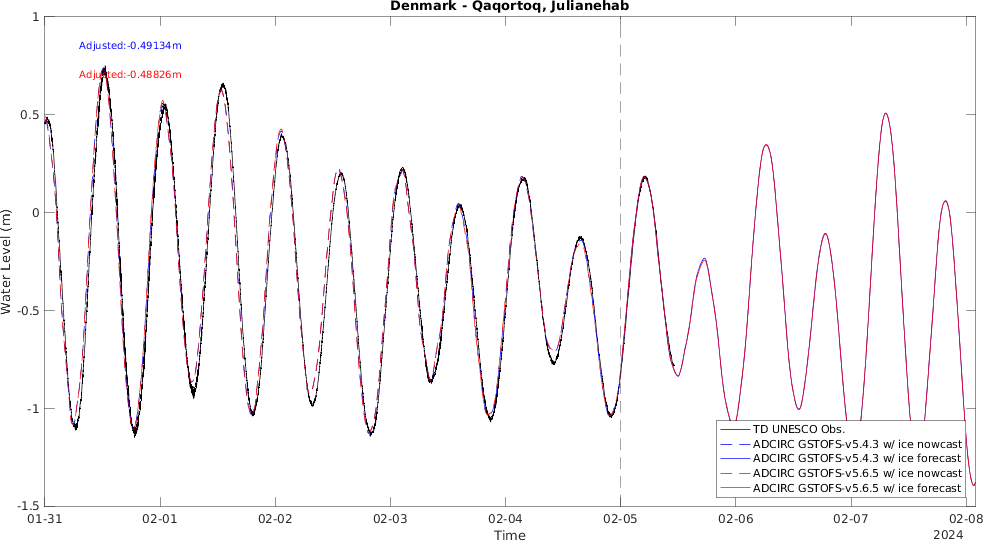 Denmark - Qaqortoq, Julianehab
1
0.5
0
-0.5
-1
-1.5
Water Level (m)
Adjusted:-0.49134m
Adjusted:-0.48826m
TD UNESCO Obs.
ADCIRC GSTOFS-v5.4.3 w/ ice nowcast
ADCIRC GSTOFS-v5.4.3 w/ ice forecast
ADCIRC GSTOFS-v5.6.5 w/ ice nowcast
ADCIRC GSTOFS-v5.6.5 w/ ice forecast
01-31 02-01 02-02 02-03 02-04 02-05 02-06 02-07 02-08
Time
2024